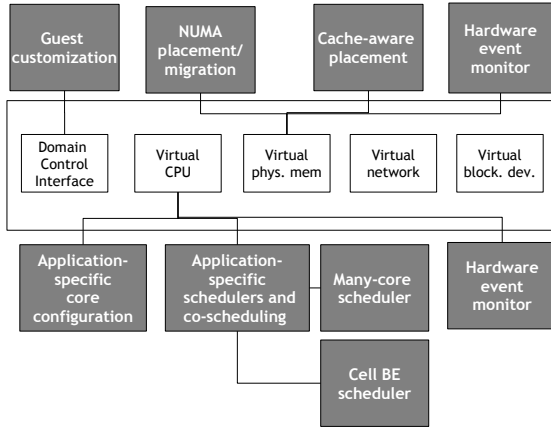 Guest
customization
NUMA
placement/
migration
Cache-aware
placement
Hardware
event
monitor
Domain
Control
Interface
Virtual
CPU
Virtual
phys. mem
Virtual
network
Virtual
block. dev.
Application-
specific
core
configuration
Application-
specific
schedulers and
co-scheduling
Many-core
scheduler
Hardware
event
monitor
Cell BE
scheduler